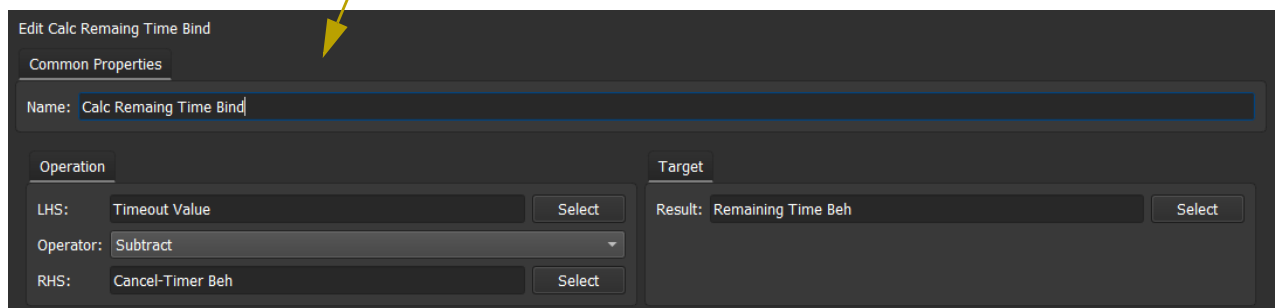 Edit Calc Remaing Time Bind
Common Properties
Name: Calc Remaing Time Bind
Operation
LHS: Timeout Value Select
Operator: Subtract
RHS: Cancel-Timer Beh Select
Target
Result: Remaining Time Beh Select